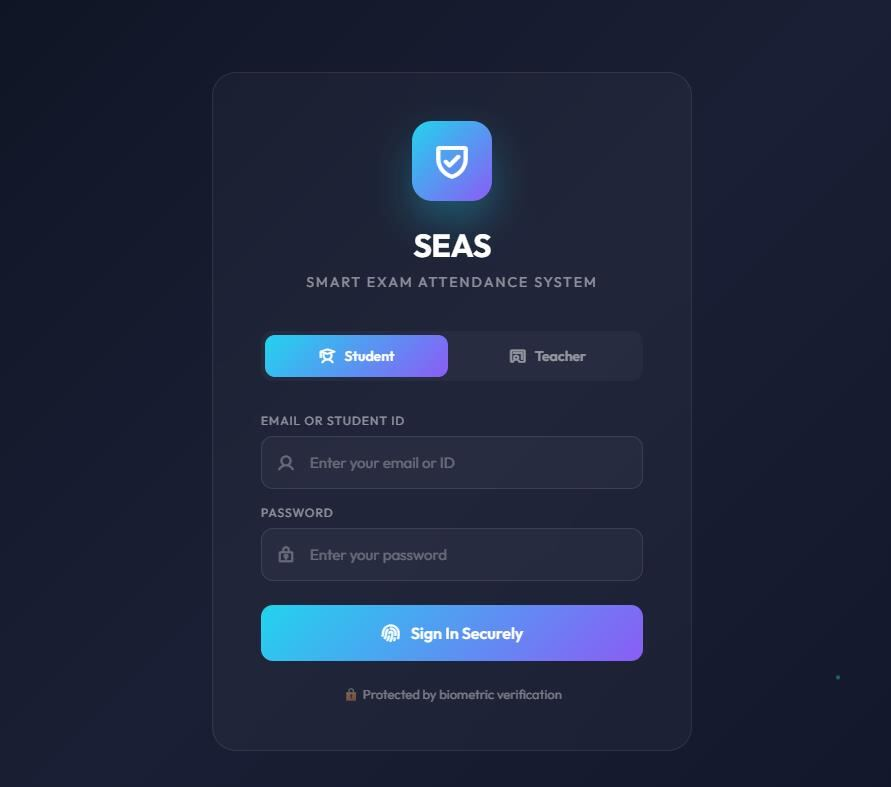 SEAS
SMART EXAM ATTENDANCE SYSTEM
Student
Teacher
EMAIL OR STUDENT ID
Enter your email or ID
PASSWORD
Enter your password
Sign In Securely
Protected by biometric verification